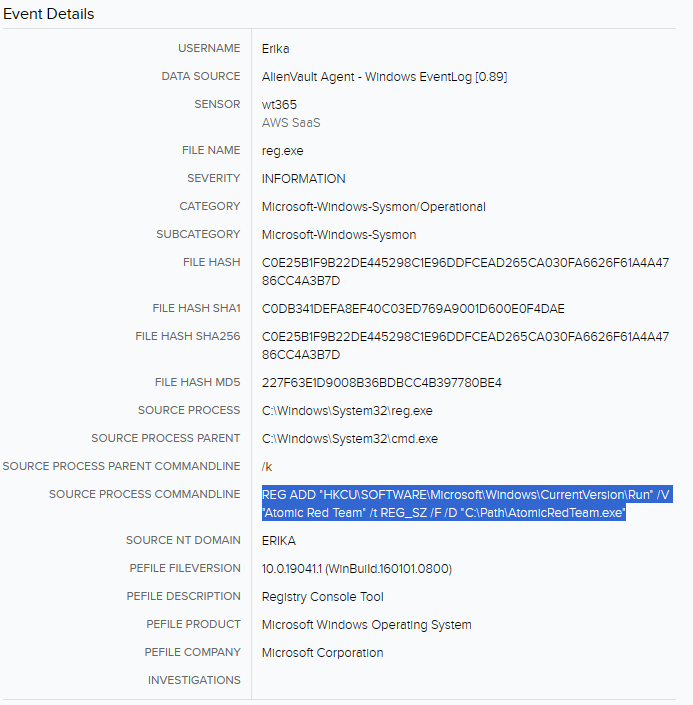 Event Details
USERNAME Erika
DATA SOURCE AlienVault Agent - Windows EventLog [0.89]
SENSOR wt365
AWS SaaS
FILE NAME reg.exe
SEVERITY INFORMATION
CATEGORY Microsoft-Windows-Sysmon/Operational
SUBCATEGORY Microsoft-Windows-Sysmon
FILE HASH C0E25B1F9B22DE445298C1E96DDFCEAD265CA030FA6626F61A4A47
86CC4A3B7D
FILE HASH SHA1 C0DB341DEFA8EF40C03ED769A9001D600E0F4DAE
FILE HASH SHA256 C0E25B1F9B22DE445298C1E96DDFCEAD265CA030FA6626F61A4A47
86CC4A3B7D
FILE HASH MD5 227F63E1D9008B36BDBCC4B397780BE4
SOURCE PROCESS C:\Windows\System32\reg.exe
SOURCE PROCESS PARENT C:\Windows\System32\cmd.exe
SOURCE PROCESS PARENT COMMANDLINE /k
SOURCE PROCESS COMMANDLINE REG ADD "HKCU\SOFTWARE\Microsoft\Windows\CurrentVersion\Run" /V
"Atomic Red Team" /t REG_SZ /F /D "C:\Path\AtomicRedTeam.exe"
SOURCE NT DOMAIN ERIKA
PEFILE FILEVERSION 10.0.19041.1 (WinBuild.160101.0800)
PEFILE DESCRIPTION Registry Console Tool
PEFILE PRODUCT Microsoft Windows Operating System
PEFILE COMPANY Microsoft Corporation
INVESTIGATIONS